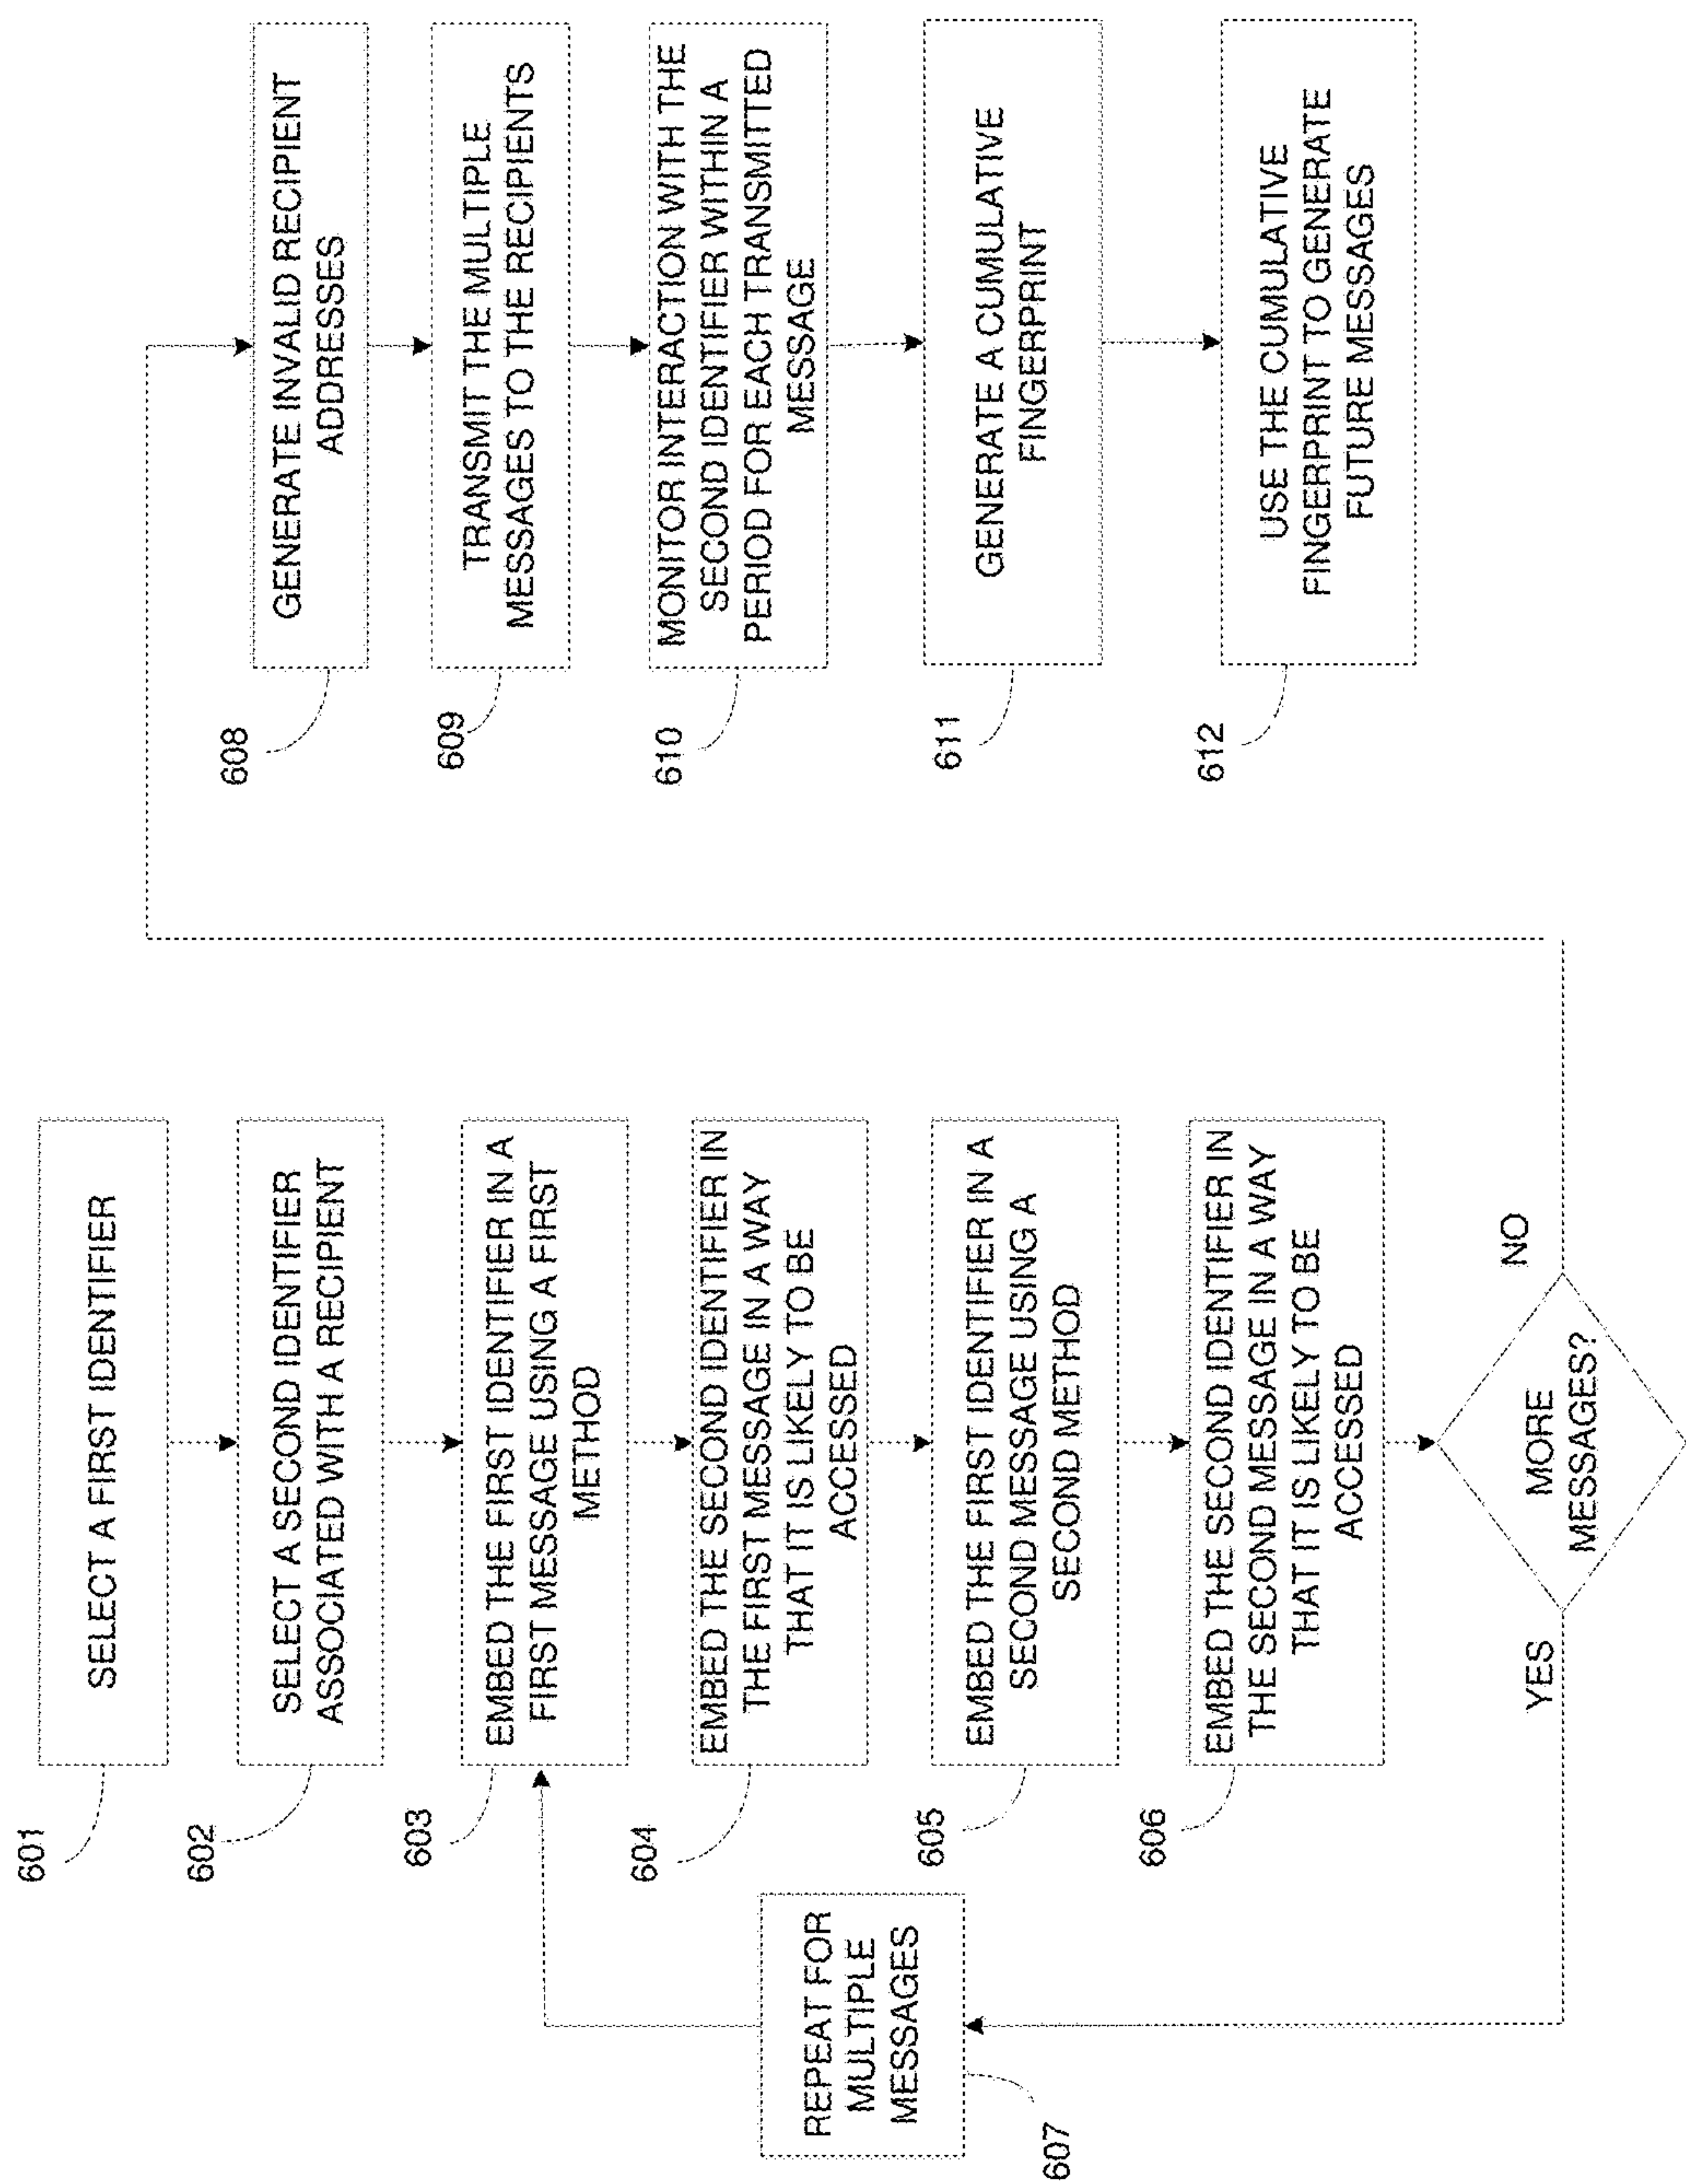 601
SELECT A FIRST IDENTIFIER
602
SELECT A SECOND IDENTIFIER
ASSOCIATED WITH A RECIPIENT
603
EMBED THE FIRST IDENTIFIER IN A
FIRST MESSAGE USING A FIRST
METHOD
604
EMBED THE SECOND IDENTIFIER IN
THE FIRST MESSAGE IN A WAY
THAT IT IS LIKELY TO BE
ACCESSED
605
EMBED THE FIRST IDENTIFIER IN A
SECOND MESSAGE USING A
SECOND METHOD
606
EMBED THE SECOND IDENTIFIER IN
THE SECOND MESSAGE IN A WAY
THAT IT IS LIKELY TO BE
ACCESSED
MORE
MESSAGES?
YES
NO
REPEAT FOR
MULTIPLE
MESSAGES
607
608
GENERATE INVALID RECIPIENT
ADDRESSES
609
TRANSMIT THE MULTIPLE
MESSAGES TO THE RECIPIENTS
610
MONITOR INTERACTION WITH THE
SECOND IDENTIFIER WITHIN A
PERIOD FOR EACH TRANSMITTED
MESSAGE
611
GENERATE A CUMULATIVE
FINGERPRINT
612
USE THE CUMULATIVE
FINGERPRINT TO GENERATE
FUTURE MESSAGES